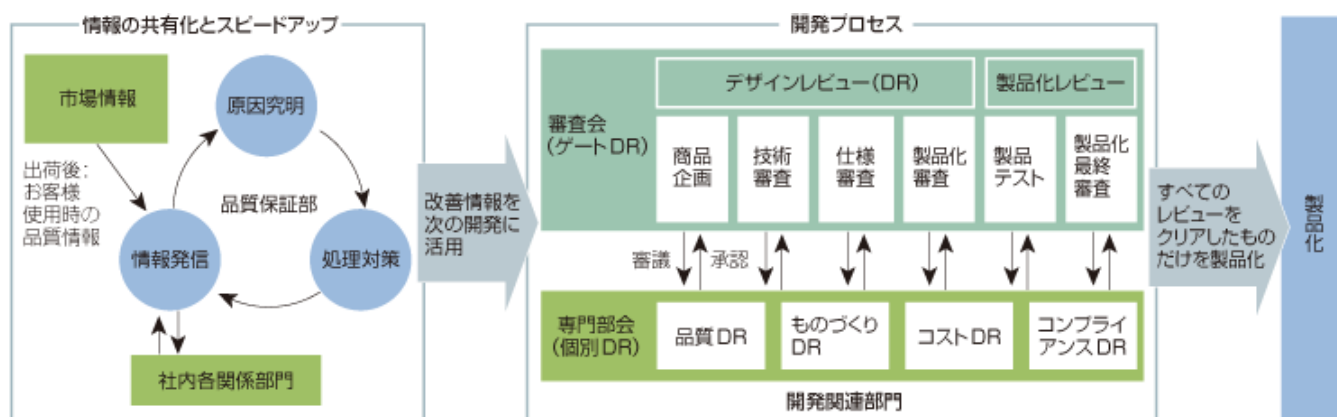 情報の共有化とスピードアップ
市場情報
原因究明
出荷後：
お客様
使用時の
品質情報
品質保証部
情報発信
処理対策
社内各関係部門
改善情報を
次の開発に
活用
開発プロセス
審査会
（ゲートDR）
デザインレビュー（DR）
製品化レビュー
商品
企画
技術
審査
仕様
審査
製品化
審査
製品
テスト
製品化
最終
審査
審議
承認
専門部会
（個別DR）
品質DR
ものづくり
DR
コストDR
コンプライ
アンスDR
開発関連部門
すべての
レビューを
クリアしたもの
だけを製品化
製品化